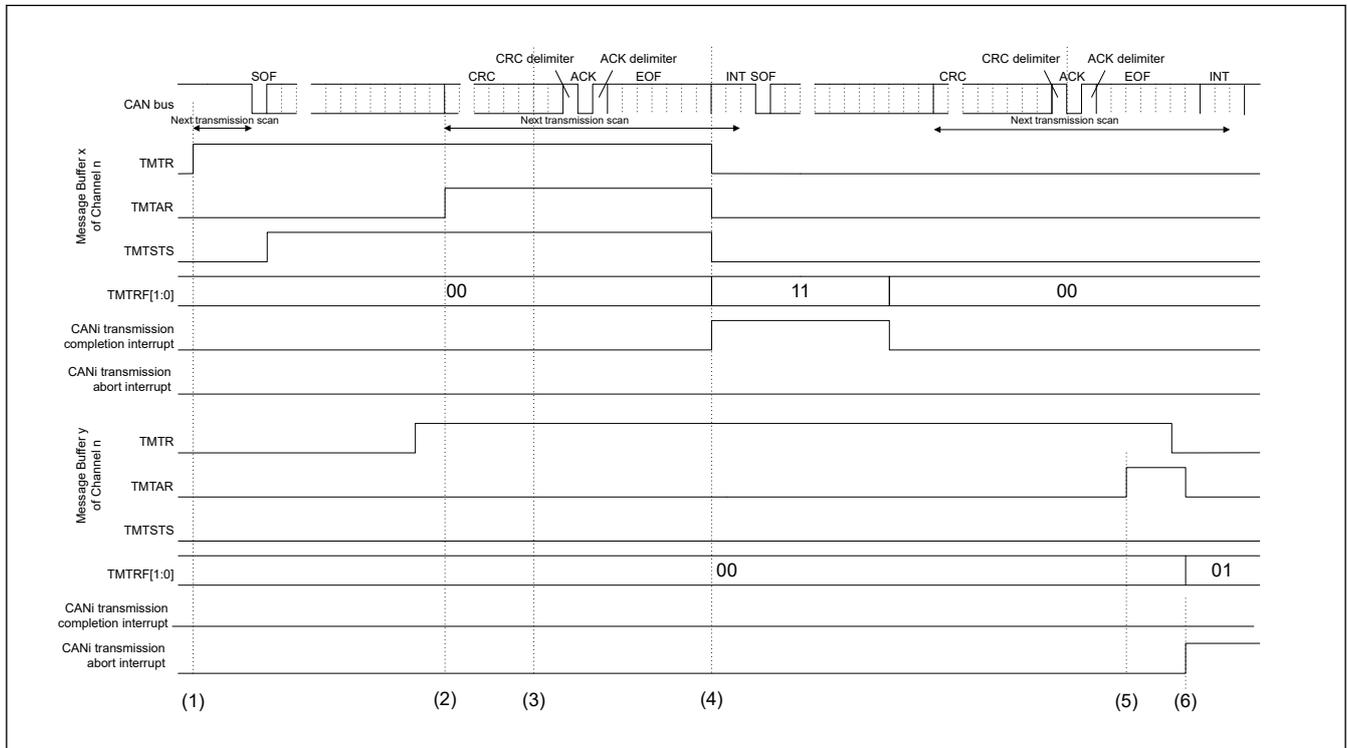 CRC delimiter ACK delimiter CRC delimiter ACK delimiter
SOF CRC ACK EOF INT SOF CRC ACK EOF INT
CAN bus
Next transmission scan Next transmission scan Next transmission scan
Message Buffer x
of Channel n
TMTR
TMTAR
TMTSTS
TMTRF[1:0] 00 11 00
CANi transmission
completion interrupt
CANi transmission
abort interrupt
Message Buffer y
of Channel n
TMTR
TMTAR
TMTSTS
TMTRF[1:0] 00 01
CANi transmission
completion interrupt
CANi transmission
abort interrupt
(1) (2) (3) (4) (5) (6)